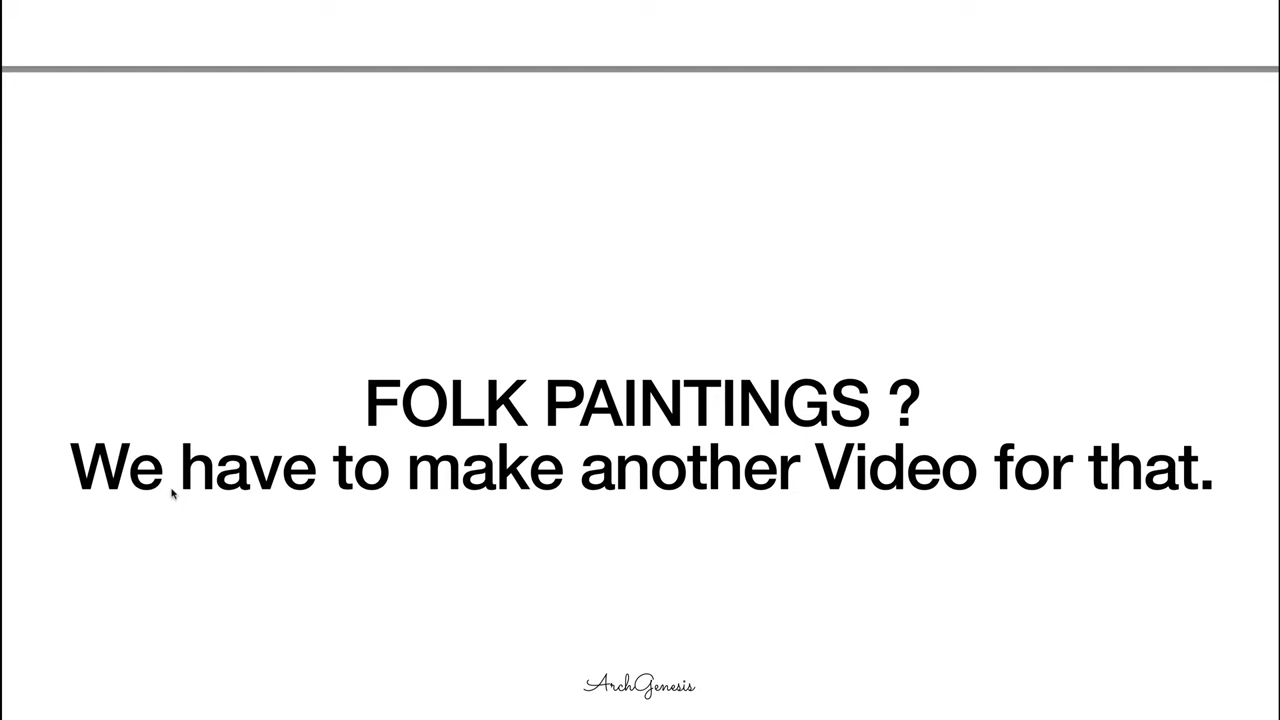 FOLK PAINTINGS ?
We have to make another Video for that.
ArchGenesis